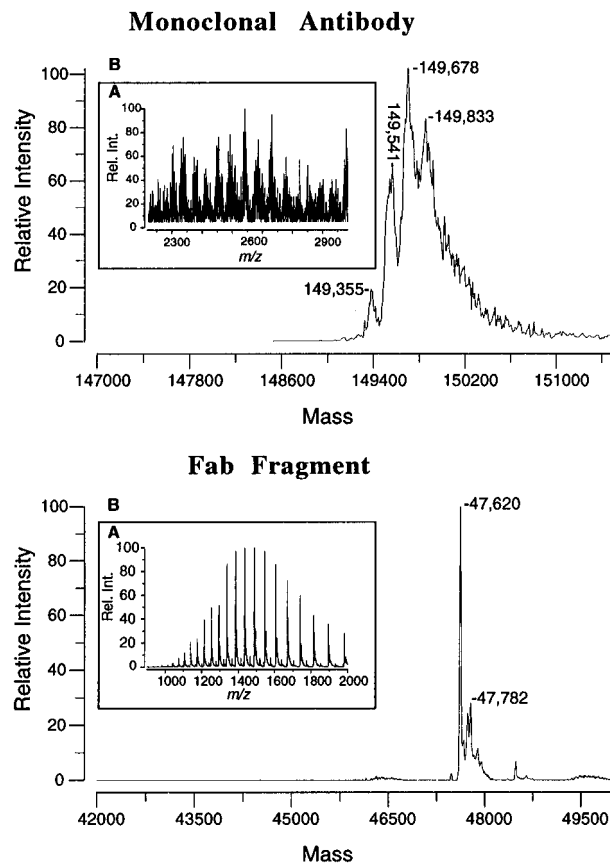 Monoclonal Antibody
B
A
Relative Intensity
100
80
60
40
20
0
Rel. Int.
100
80
60
40
20
0
2300 2600 2900
m/z
149,355-
149,541
-149,678
-149,833
147000 147800 148600 149400 150200 151000
Mass
Fab Fragment
B
A
Relative Intensity
100
80
60
40
20
0
Rel. Int.
100
80
60
40
20
0
1000 1200 1400 1600 1800 2000
m/z
-47,620
-47,782
42000 43500 45000 46500 48000 49500
Mass